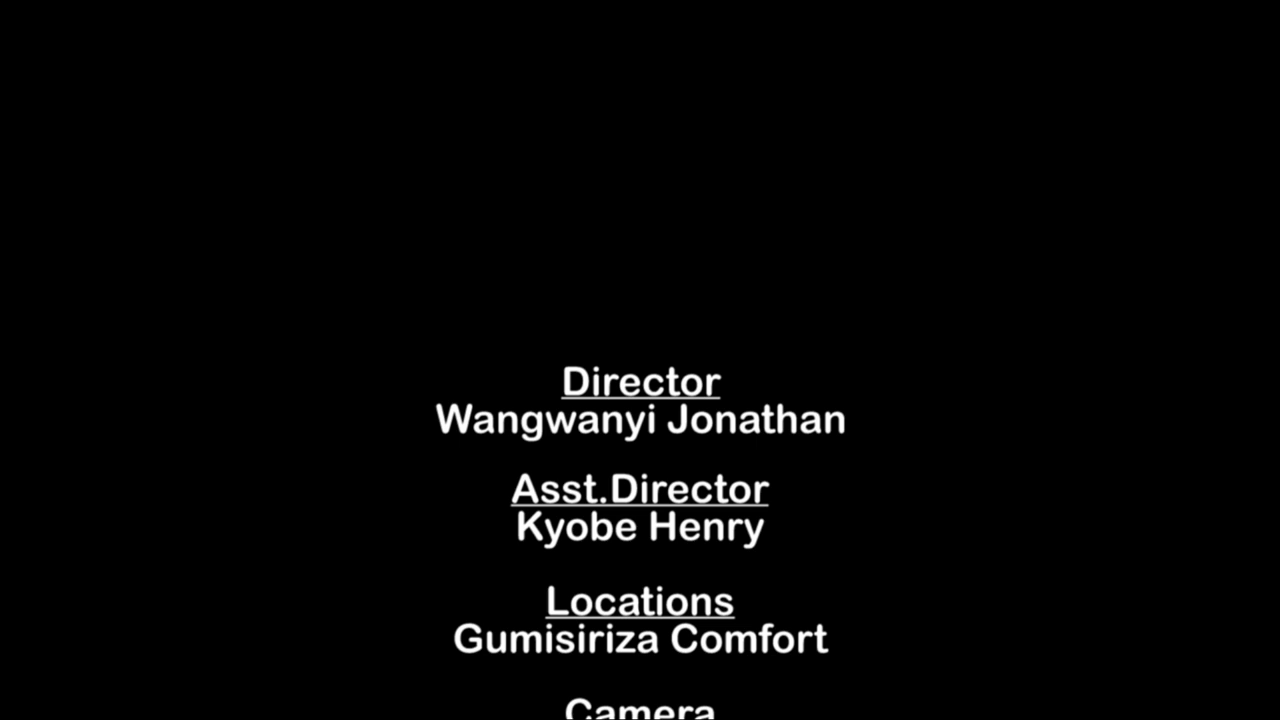 Director
Wangwanyi Jonathan
Asst.Director
Kyobe Henry
Locations
Gumisiriza Comfort
Camera